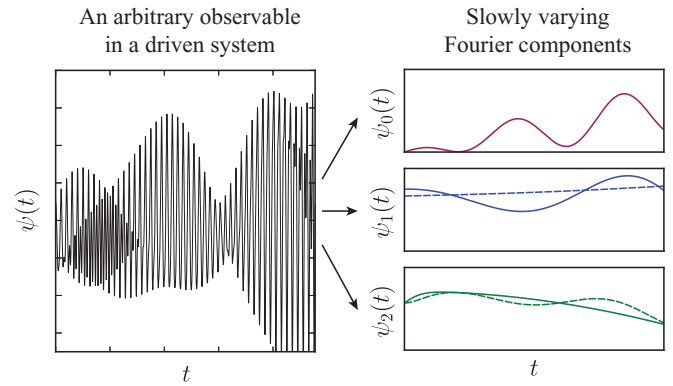 An arbitrary observable
in a driven system
ψ(t)
t
Slowly varying
Fourier components
ψ₀(t)
ψ₁(t)
ψ₂(t)
t